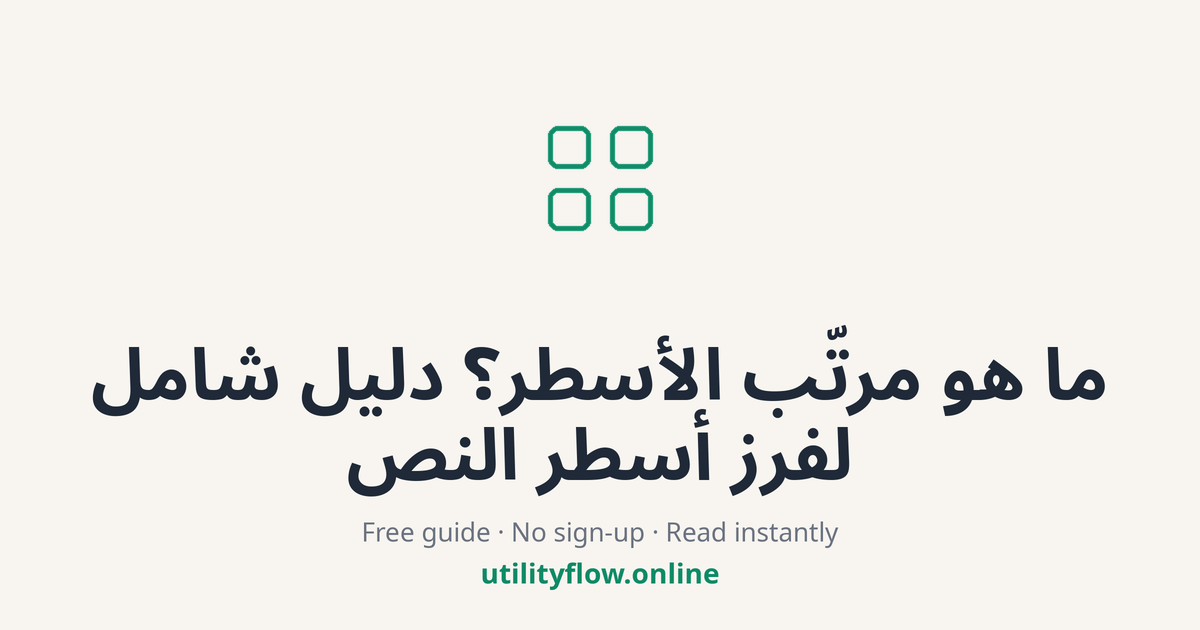 ما هو مرتّب الأسطر؟ دليل شامل
لفرز أسطر النص
Free guide · No sign-up · Read instantly
utilityflow.online